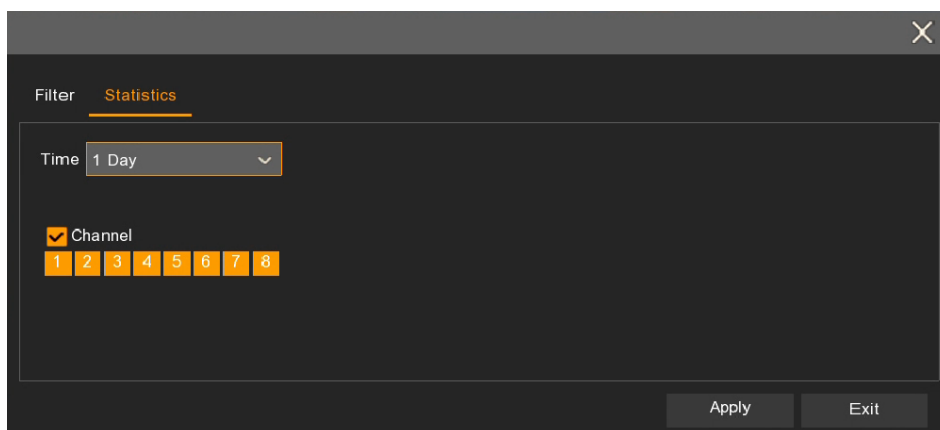 Filter Statistics
Time 1 Day
Channel
1 2 3 4 5 6 7 8
Apply Exit